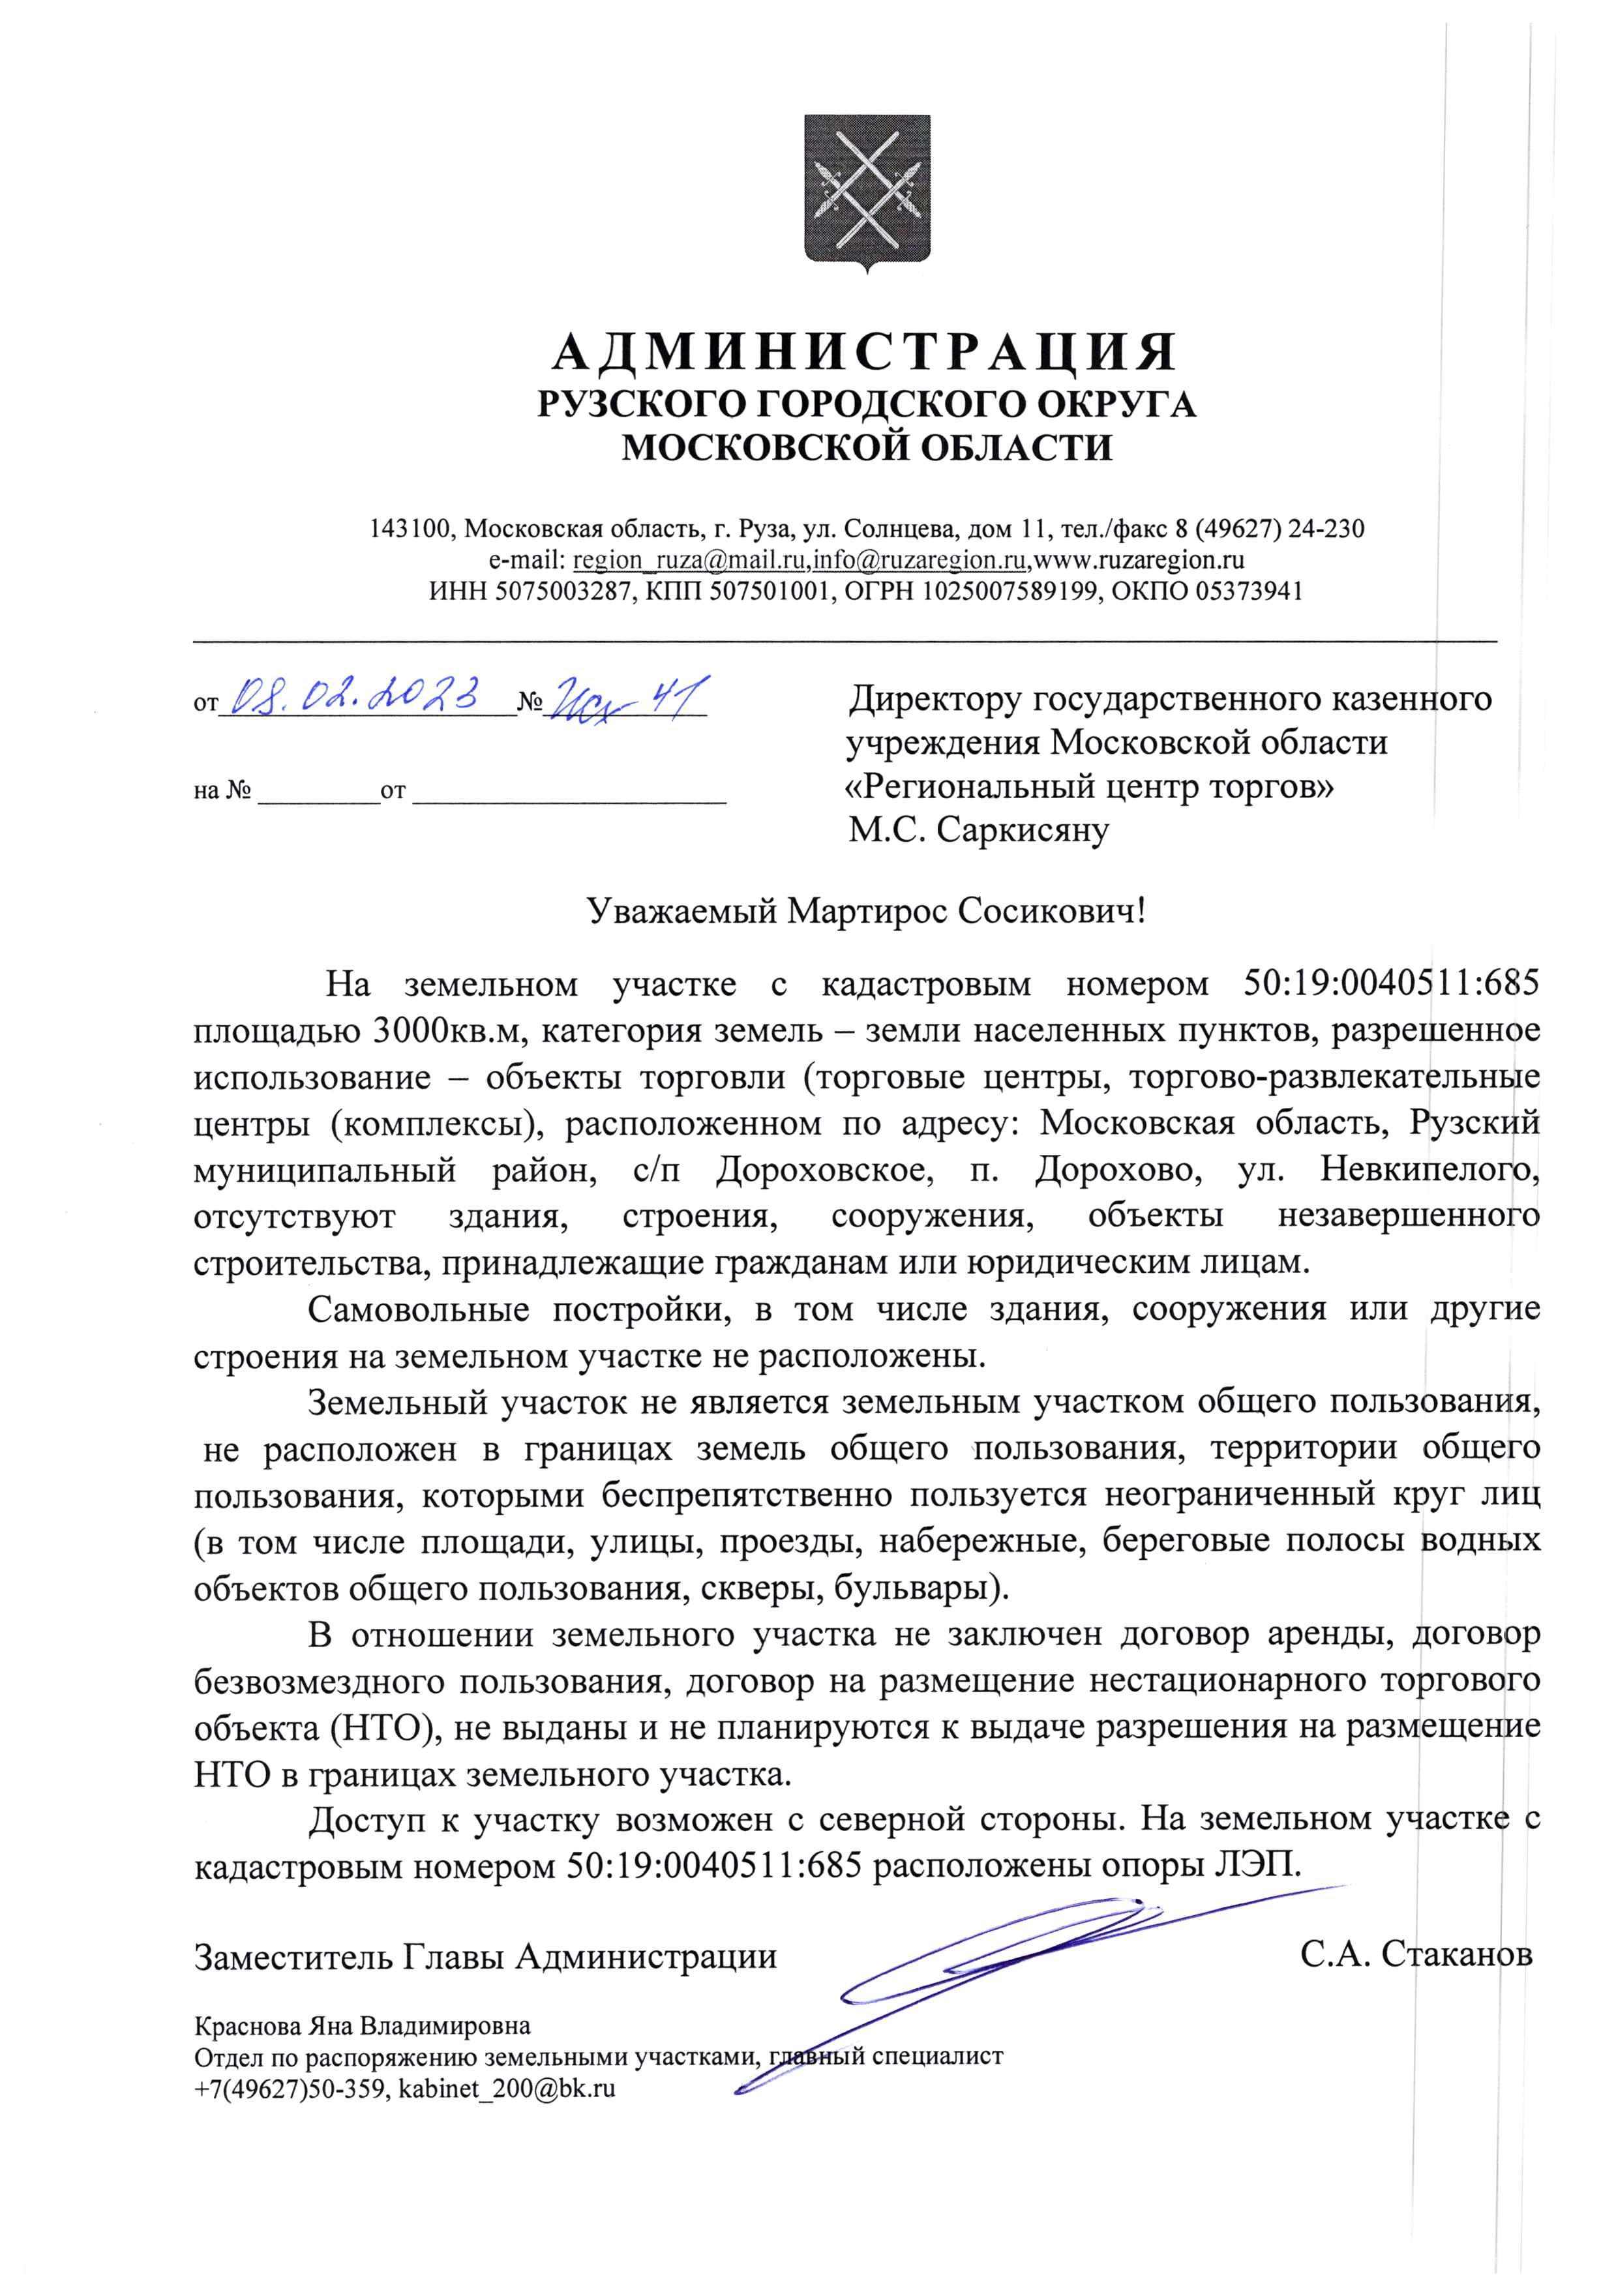 АДМИНИСТРАЦИЯ
РУЗСКОГО ГОРОДСКОГО ОКРУГА
МОСКОВСКОЙ ОБЛАСТИ
143100, Московская область, г. Руза, ул. Солнцева, дом 11, тел./факс 8 (49627) 24-230
e-mail: region_ruza@mail.ru,info@ruzaregion.ru,www.ruzaregion.ru
ИНН 5075003287, КПП 507501001, ОГРН 1025007589199, ОКПО 05373941
от 08.02.2023 № Исх-41
на № __________от _____________________
Директору государственного казенного
учреждения Московской области
«Региональный центр торгов»
М.С. Саркисяну
Уважаемый Мартирос Сосикович!
На земельном участке с кадастровым номером 50:19:0040511:685
площадью 3000кв.м, категория земель – земли населенных пунктов, разрешенное
использование – объекты торговли (торговые центры, торгово-развлекательные
центры (комплексы), расположенном по адресу: Московская область, Рузский
муниципальный район, с/п Дороховское, п. Дорохово, ул. Невкипелого,
отсутствуют здания, строения, сооружения, объекты незавершенного
строительства, принадлежащие гражданам или юридическим лицам.
Самовольные постройки, в том числе здания, сооружения или другие
строения на земельном участке не расположены.
Земельный участок не является земельным участком общего пользования,
не расположен в границах земель общего пользования, территории общего
пользования, которыми беспрепятственно пользуется неограниченный круг лиц
(в том числе площади, улицы, проезды, набережные, береговые полосы водных
объектов общего пользования, скверы, бульвары).
В отношении земельного участка не заключен договор аренды, договор
безвозмездного пользования, договор на размещение нестационарного торгового
объекта (НТО), не выданы и не планируются к выдаче разрешения на размещение
НТО в границах земельного участка.
Доступ к участку возможен с северной стороны. На земельном участке с
кадастровым номером 50:19:0040511:685 расположены опоры ЛЭП.
Заместитель Главы Администрации С.А. Стаканов
Краснова Яна Владимировна
Отдел по распоряжению земельными участками, главный специалист
+7(49627)50-359, kabinet_200@bk.ru